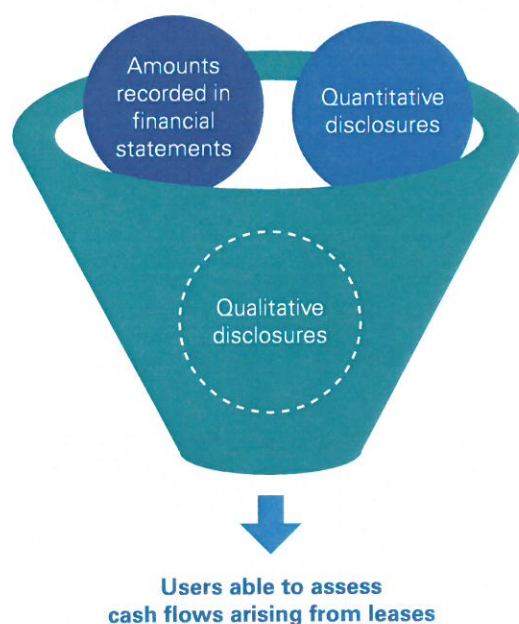 Amounts
recorded in
financial
statements
Quantitative
disclosures
Qualitative
disclosures
Users able to assess
cash flows arising from leases